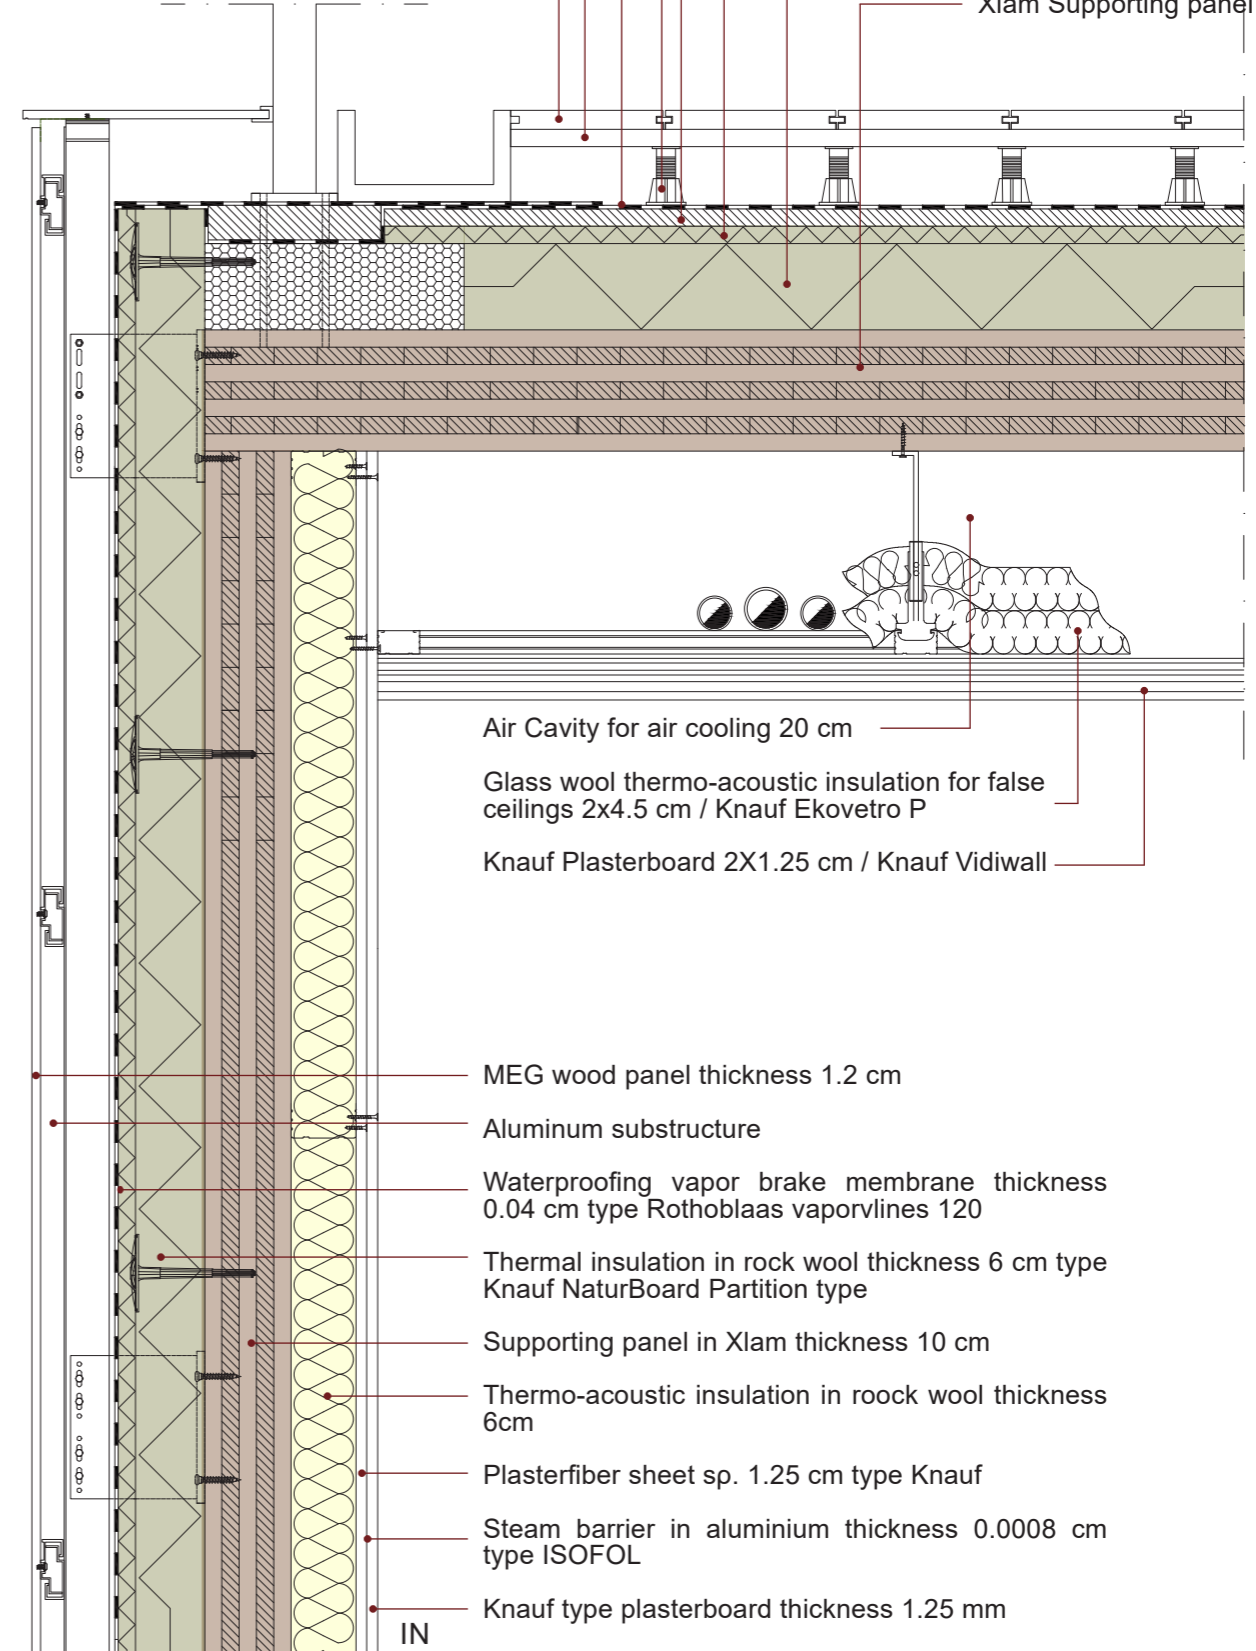 Xlam Supporting panel
Air Cavity for air cooling 20 cm
Glass wool thermo-acoustic insulation for false
ceilings 2x4.5 cm / Knauf Ekovetro P
Knauf Plasterboard 2X1.25 cm / Knauf Vidiwall
MEG wood panel thickness 1.2 cm
Aluminum substructure
Waterproofing vapor brake membrane thickness
0.04 cm type Rothoblaas vaporvlines 120
Thermal insulation in rock wool thickness 6 cm type
Knauf NaturBoard Partition type
Supporting panel in Xlam thickness 10 cm
Thermo-acoustic insulation in roock wool thickness
6cm
Plasterfiber sheet sρ. 1.25 cm type Knauf
Steam barrier in aluminium thickness 0.0008 cm
type ISOFOL
Knauf type plasterboard thickness 1.25 mm
IN